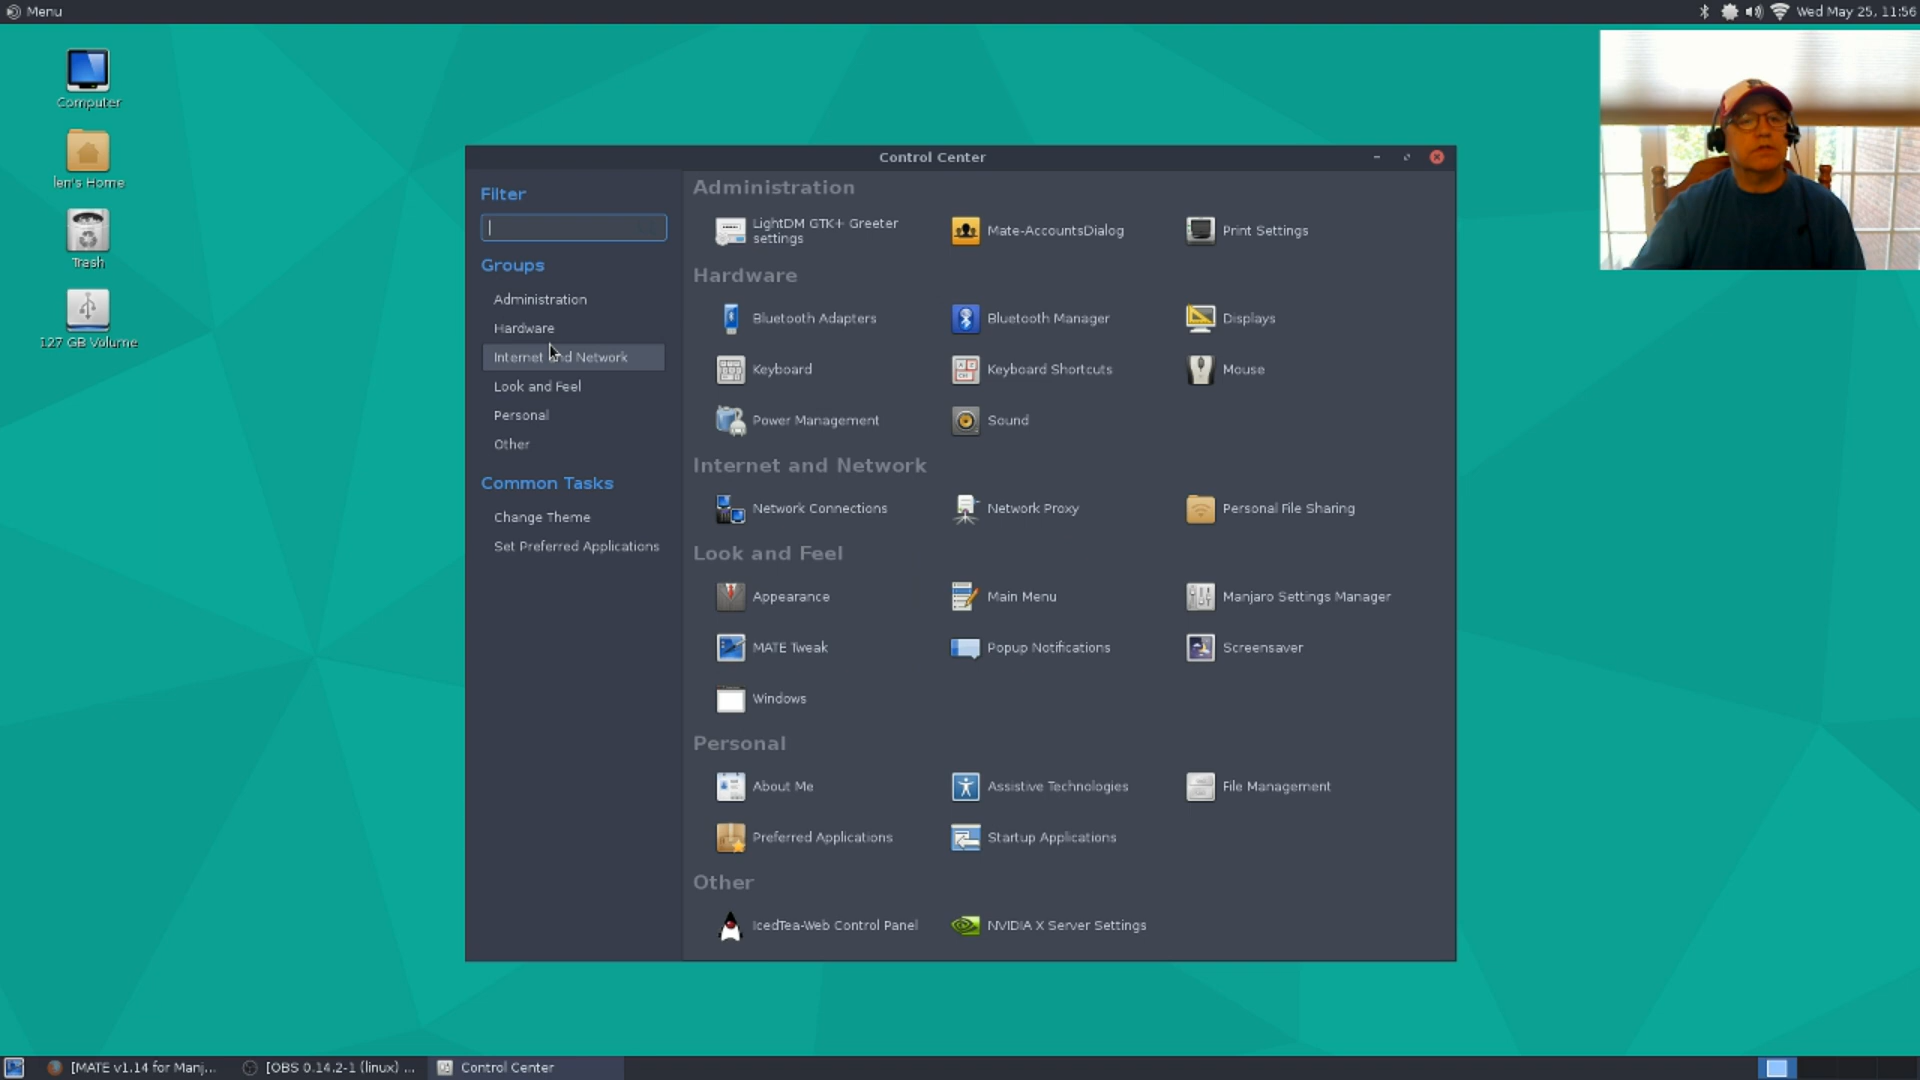 Menu
Wed May 25, 11:56
Computer
len's Home
Trash
127 GB Volume
Control Center
Filter
Groups
Administration
Hardware
Internet and Network
Look and Feel
Personal
Other
Common Tasks
Change Theme
Set Preferred Applications
Administration
LightDM GTK+ Greeter
settings
Mate-AccountsDialog
Print Settings
Hardware
Bluetooth Adapters
Bluetooth Manager
Displays
Keyboard
Keyboard Shortcuts
Mouse
Power Management
Sound
Internet and Network
Network Connections
Network Proxy
Personal File Sharing
Look and Feel
Appearance
Main Menu
Manjaro Settings Manager
MATE Tweak
Popup Notifications
Screensaver
Windows
Personal
About Me
Assistive Technologies
File Management
Preferred Applications
Startup Applications
Other
IcedTea-Web Control Panel
NVIDIA X Server Settings
[MATE v1.14 for Manj...
[OBS 0.14.2-1 (linux) ...
Control Center